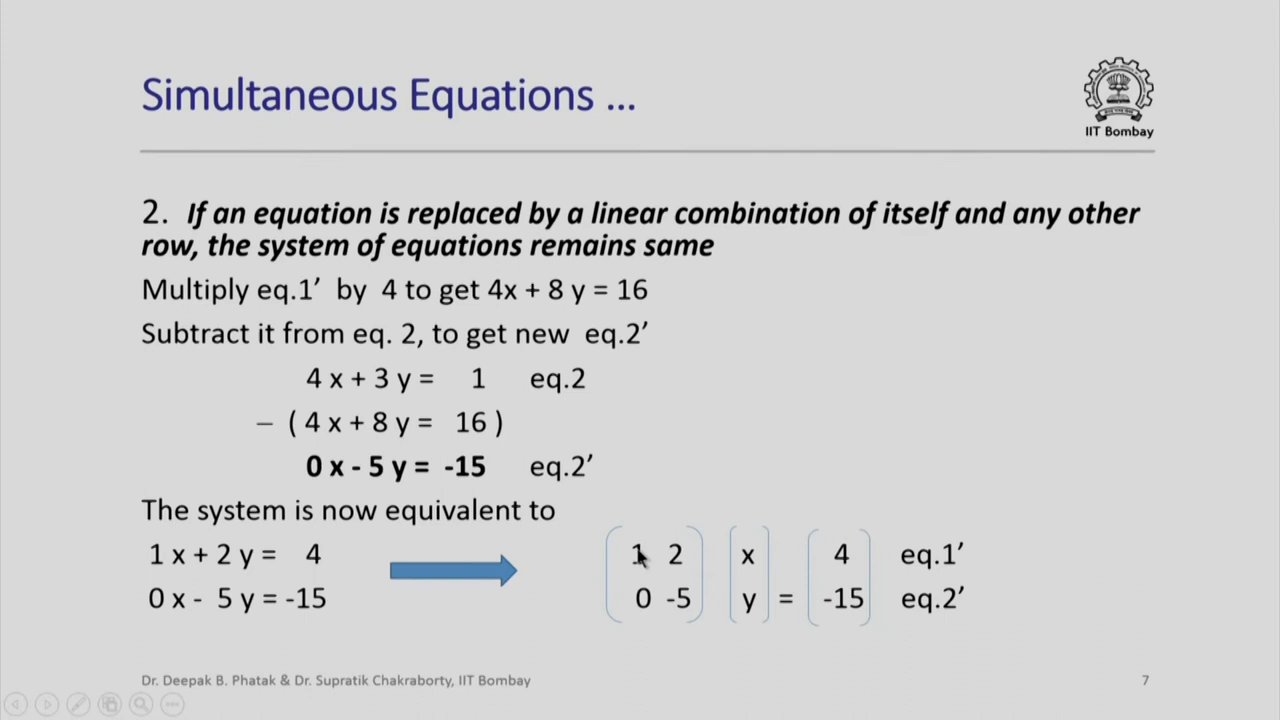 Simultaneous Equations ...
IIT Bombay
2. If an equation is replaced by a linear combination of itself and any other
row, the system of equations remains same
Multiply eq.1′ by 4 to get 4x + 8 y = 16
Subtract it from eq. 2, to get new eq.2′
4 x + 3 y = 1 eq.2
– ( 4 x + 8 y = 16 )
0 x - 5 y = -15 eq.2′
The system is now equivalent to
1 x + 2 y = 4
0 x - 5 y = -15
1 2 x 4 eq.1′
0 -5 y = -15 eq.2′
Dr. Deepak B. Phatak & Dr. Supratik Chakraborty, IIT Bombay
7